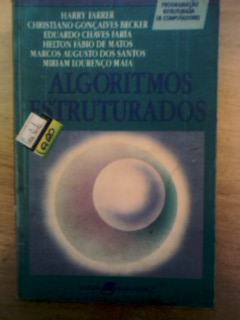 PROGRAMAÇÃO
ESTRUTURADA
DE COMPUTADORES
HARRY FARRER
CHRISTIANO GONÇALVES BECKER
EDUARDO CHAVES FARIA
HELTON FÁBIO DE MATOS
MARCOS AUGUSTO DOS SANTOS
MIRIAM LOURENÇO MAIA
ALGORITMOS
ESTRUTURADOS